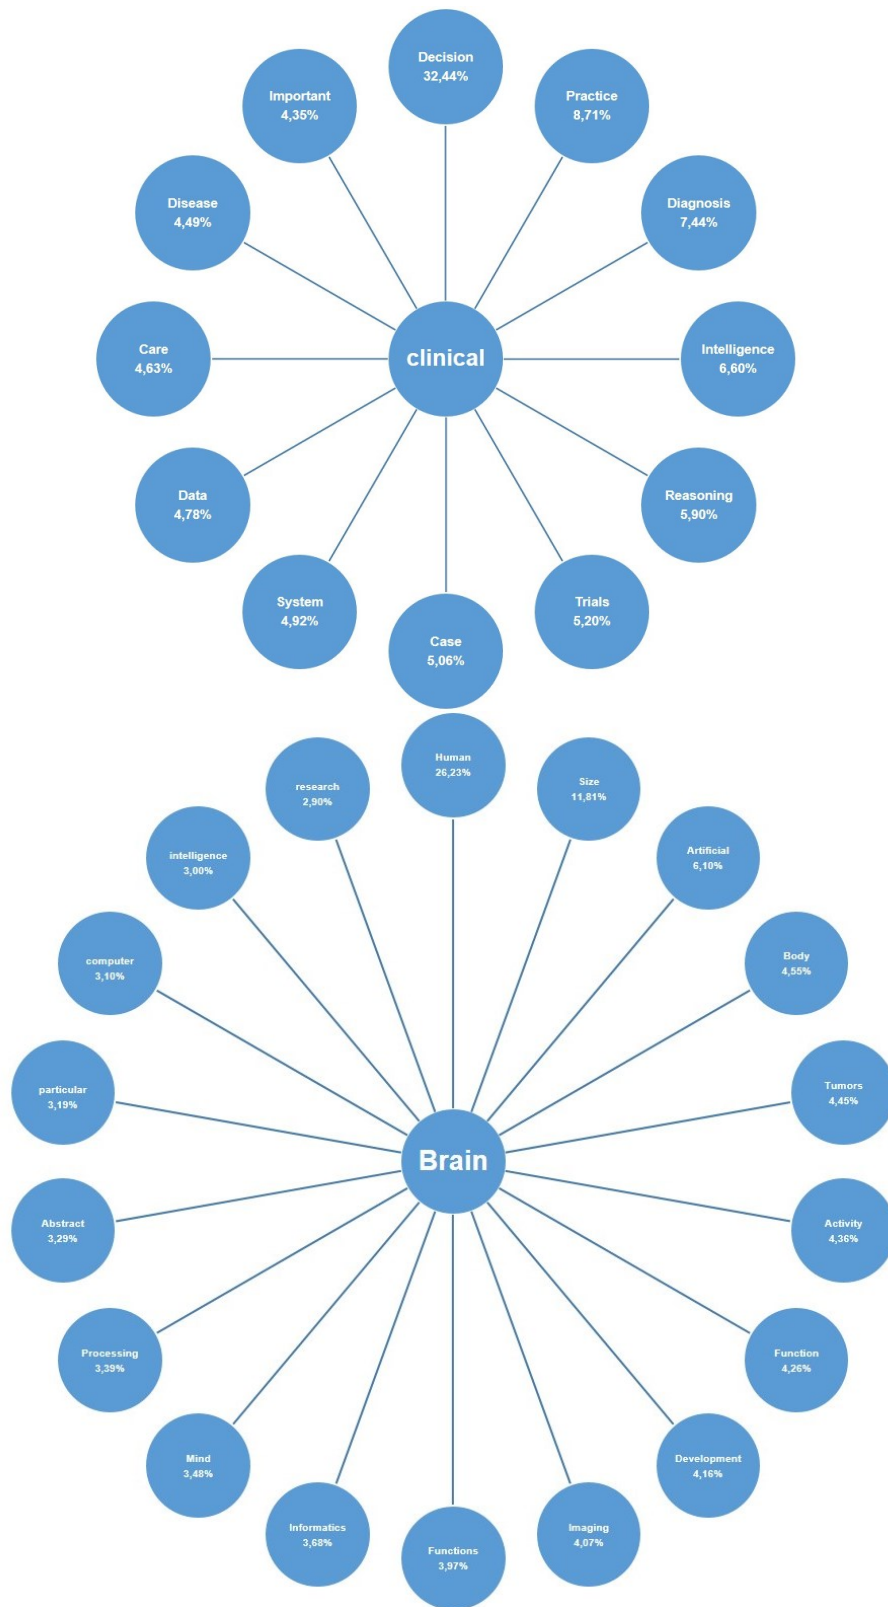 Decision
32,44%
Practice
8,71%
Diagnosis
7,44%
Intelligence
6,60%
Reasoning
5,90%
Trials
5,20%
Case
5,06%
System
4,92%
Data
4,78%
Care
4,63%
Disease
4,49%
Important
4,35%
clinical
Human
26,23%
Size
11,81%
Artificial
6,10%
Body
4,55%
Tumors
4,45%
Activity
4,36%
Function
4,26%
Development
4,16%
Imaging
4,07%
Functions
3,97%
Informatics
3,68%
Mind
3,48%
Processing
3,39%
Abstract
3,29%
particular
3,19%
computer
3,10%
intelligence
3,00%
research
2,90%
Brain